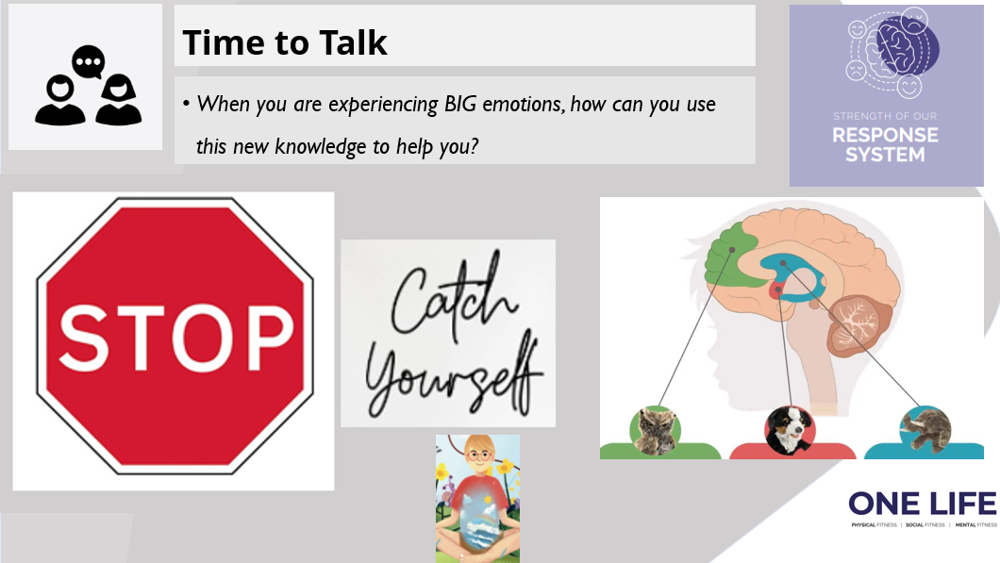 Time to Talk
• When you are experiencing BIG emotions, how can you use
this new knowledge to help you?
STRENGTH OF OUR
RESPONSE
SYSTEM
STOP
Catch
Yourself
ONE LIFE
PHYSICAL FITNESS | SOCIAL FITNESS | MENTAL FITNESS